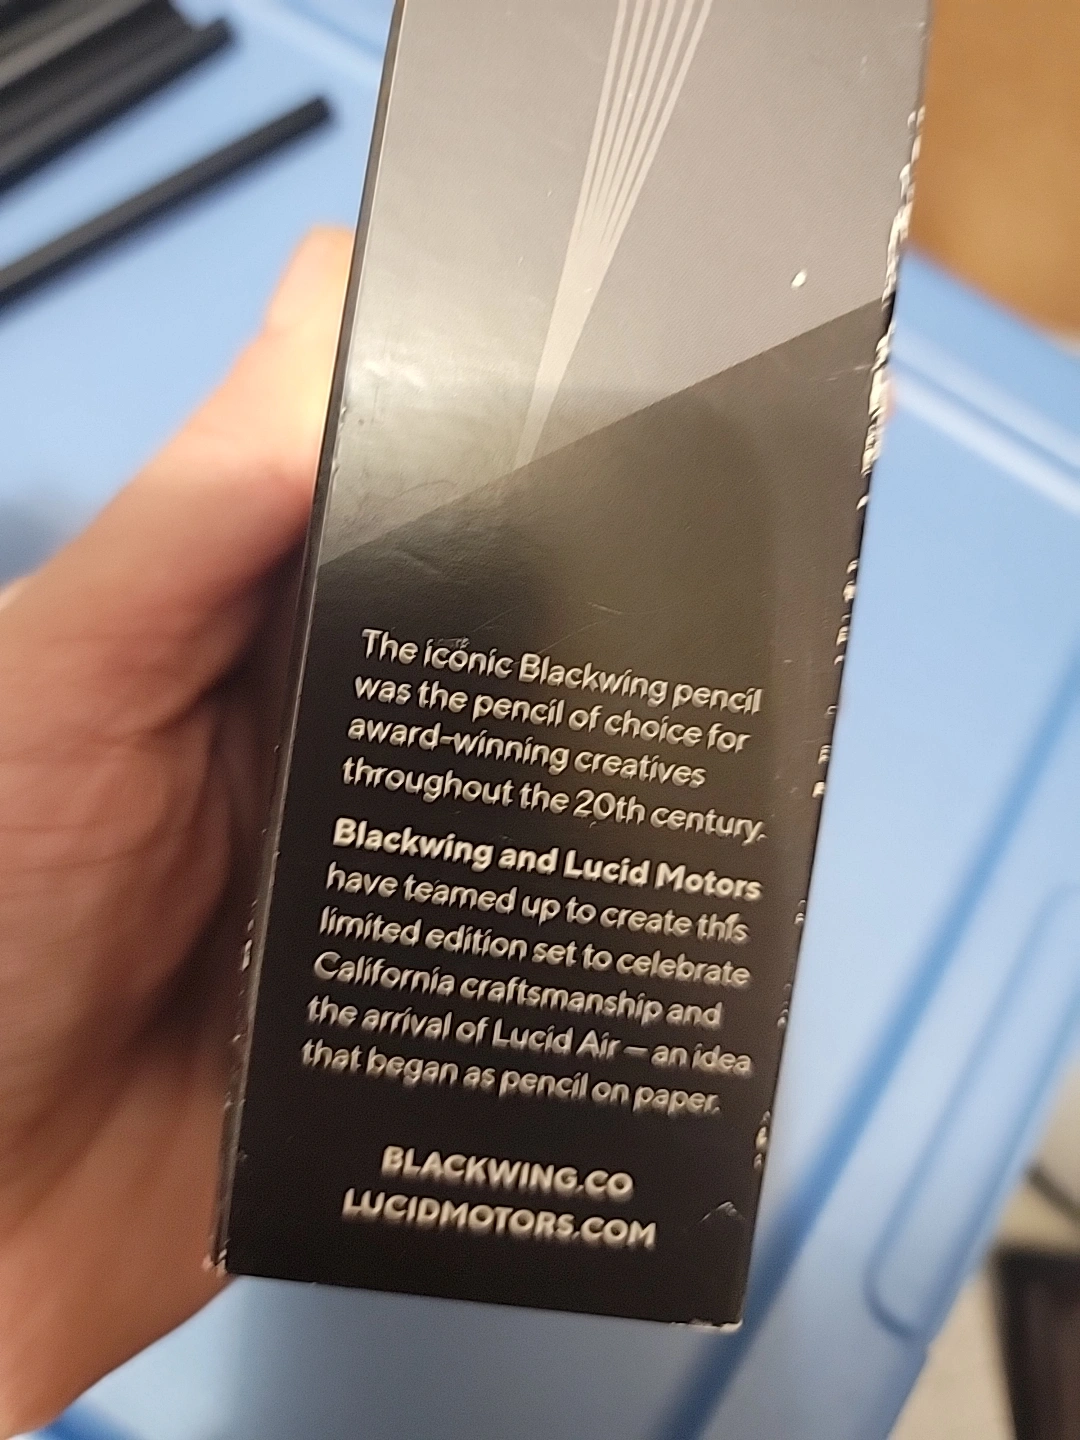 The iconic Blackwing pencil
was the pencil of choice for
award-winning creatives
throughout the 20th century.
Blackwing and Lucid Motors
have teamed up to create this
limited edition set to celebrate
California craftsmanship and
the arrival of Lucid Air – an idea
that began as pencil on paper.
BLACKWING.CO
LUCIDMOTORS.COM